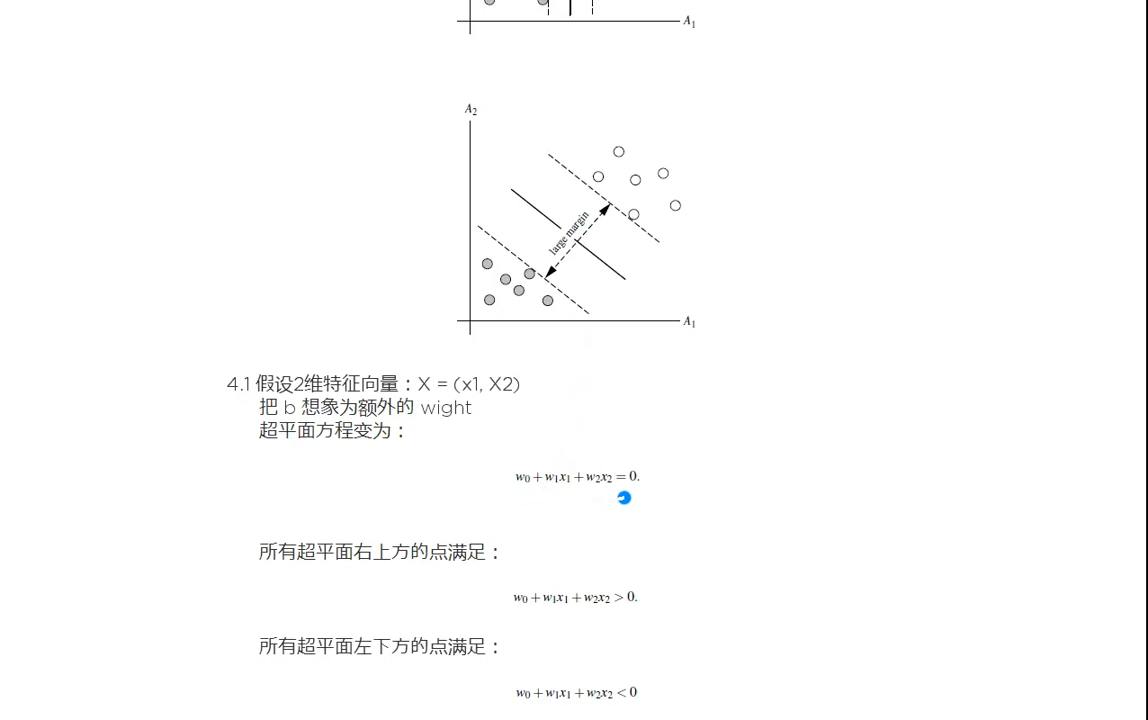 A₁
A₂
large margin
A₁
4.1 假设2维特征向量：X = (x1, X2)
把 b 想象为额外的 wight
超平面方程变为：
w₀ + w₁x₁ + w₂x₂ = 0.
所有超平面右上方的点满足：
w₀ + w₁x₁ + w₂x₂ > 0.
所有超平面左下方的点满足：
w₀ + w₁x₁ + w₂x₂ < 0